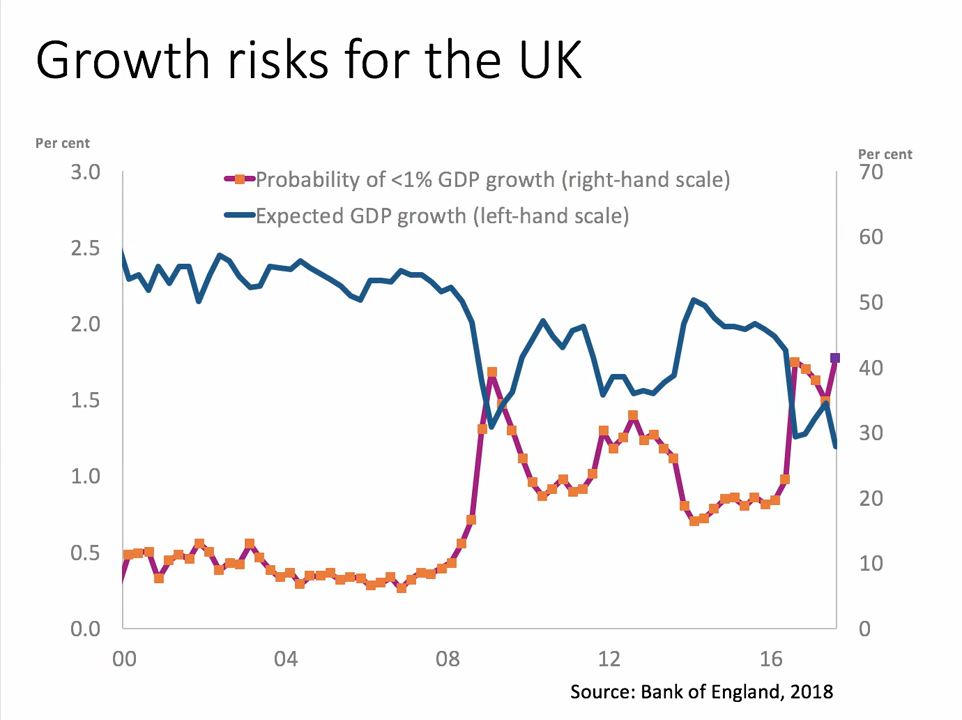 Growth risks for the UK
Per cent
Per cent
3.0
2.5
2.0
1.5
1.0
0.5
0.0
Probability of <1% GDP growth (right-hand scale)
Expected GDP growth (left-hand scale)
70
60
50
40
30
20
10
0
00 04 08 12 16
Source: Bank of England, 2018